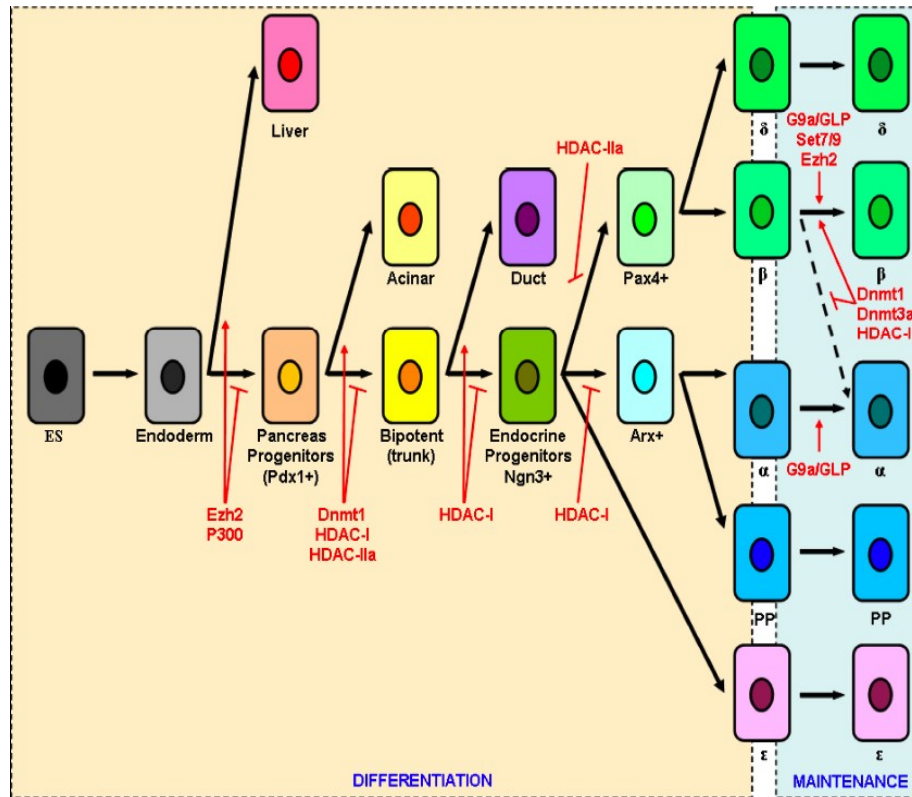 Liver
HDAC-IIa
δ
G9a/GLP
Set7/9
Ezh2
δ
Acinar
Duct
Pax4+
β
β
Dnmt1
Dnmt3a
HDAC-I
ES
Endoderm
Pancreas
Progenitors
(Pdx1+)
Bipotent
(trunk)
Endocrine
Progenitors
Ngn3+
Arx+
α
G9a/GLP
α
Ezh2
P300
Dnmt1
HDAC-I
HDAC-IIa
HDAC-I
HDAC-I
PP
PP
ε
ε
DIFFERENTIATION
MAINTENANCE